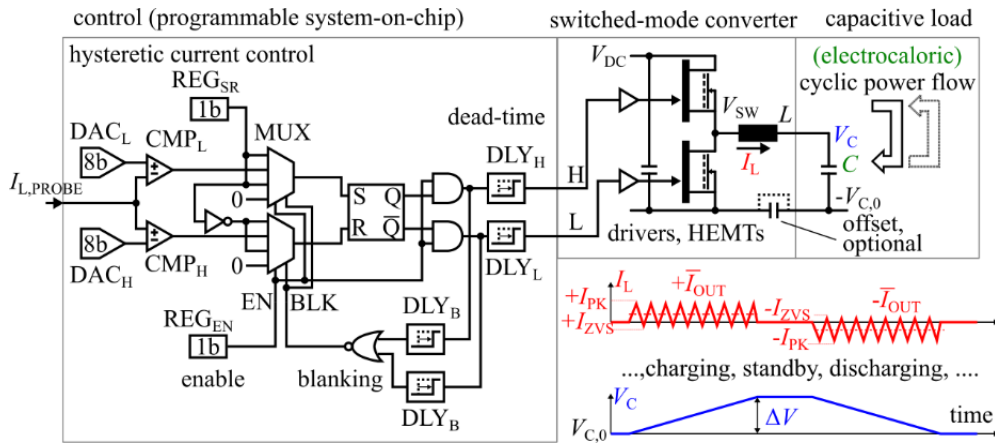 control (programmable system-on-chip)
switched-mode converter
capacitive load
hysteretic current control
REG_SR
1b
DAC_L
8b
CMP_L
MUX
I_L,PROBE
0
S Q
R Q̅
0
8b
DAC_H
CMP_H
EN
BLK
REG_EN
1b
enable
blanking
DLY_B
DLY_B
dead-time
DLY_H
DLY_L
H
L
V_DC
V_SW
L
I_L
V_C
C
-V_C,0
offset,
optional
drivers, HEMTs
(electrocaloric)
cyclic power flow
I_L
+I_PK
+I_ZVS
+I̅_OUT
-I_ZVS
-I_PK
-I̅_OUT
...,charging, standby, discharging, ....
V_C
V_C,0
ΔV
time